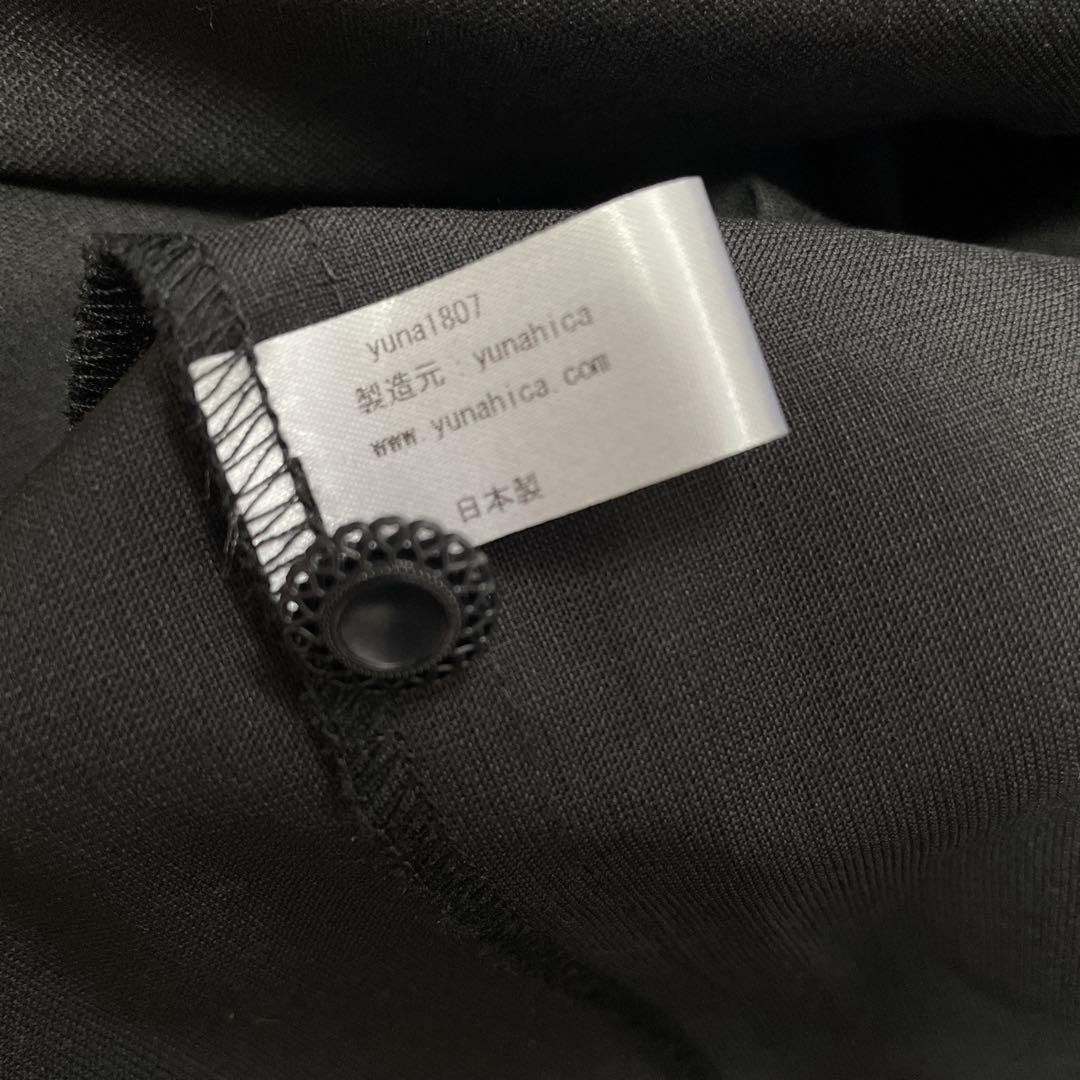 yuna1807
製造元：yunahica
www.yunahica.com
日本製